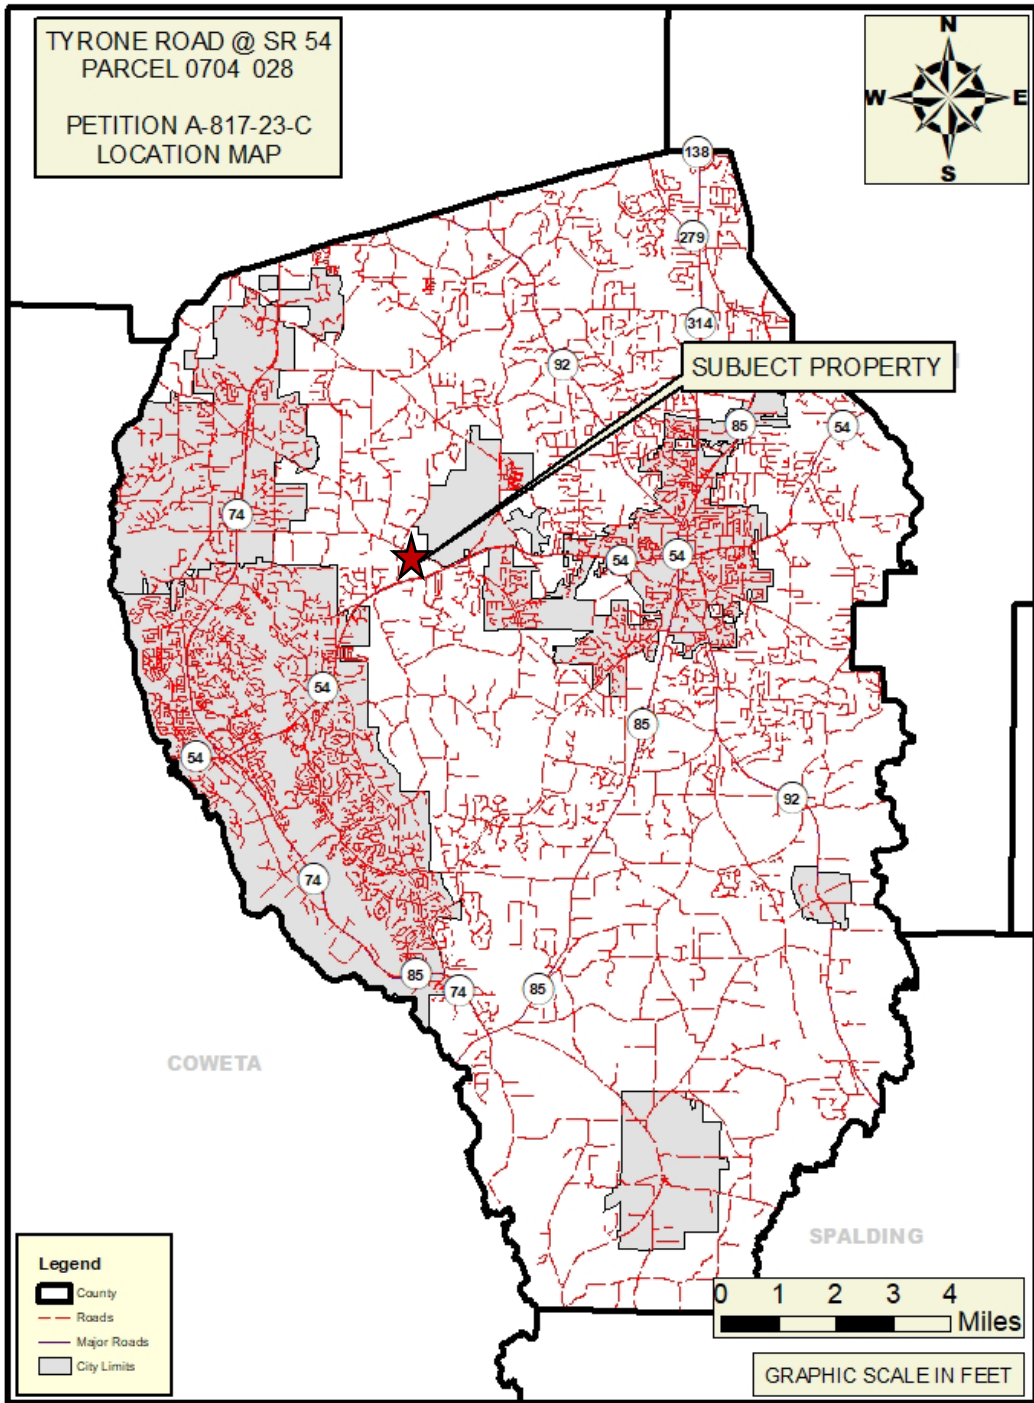 TYRONE ROAD @ SR 54
PARCEL 0704 028
PETITION A-817-23-C
LOCATION MAP
N
W
E
S
138
279
314
92
SUBJECT PROPERTY
85
54
74
54
54
54
85
54
92
74
85
74
85
COWETA
SPALDING
Legend
County
Roads
Major Roads
City Limits
0 1 2 3 4
Miles
GRAPHIC SCALE IN FEET